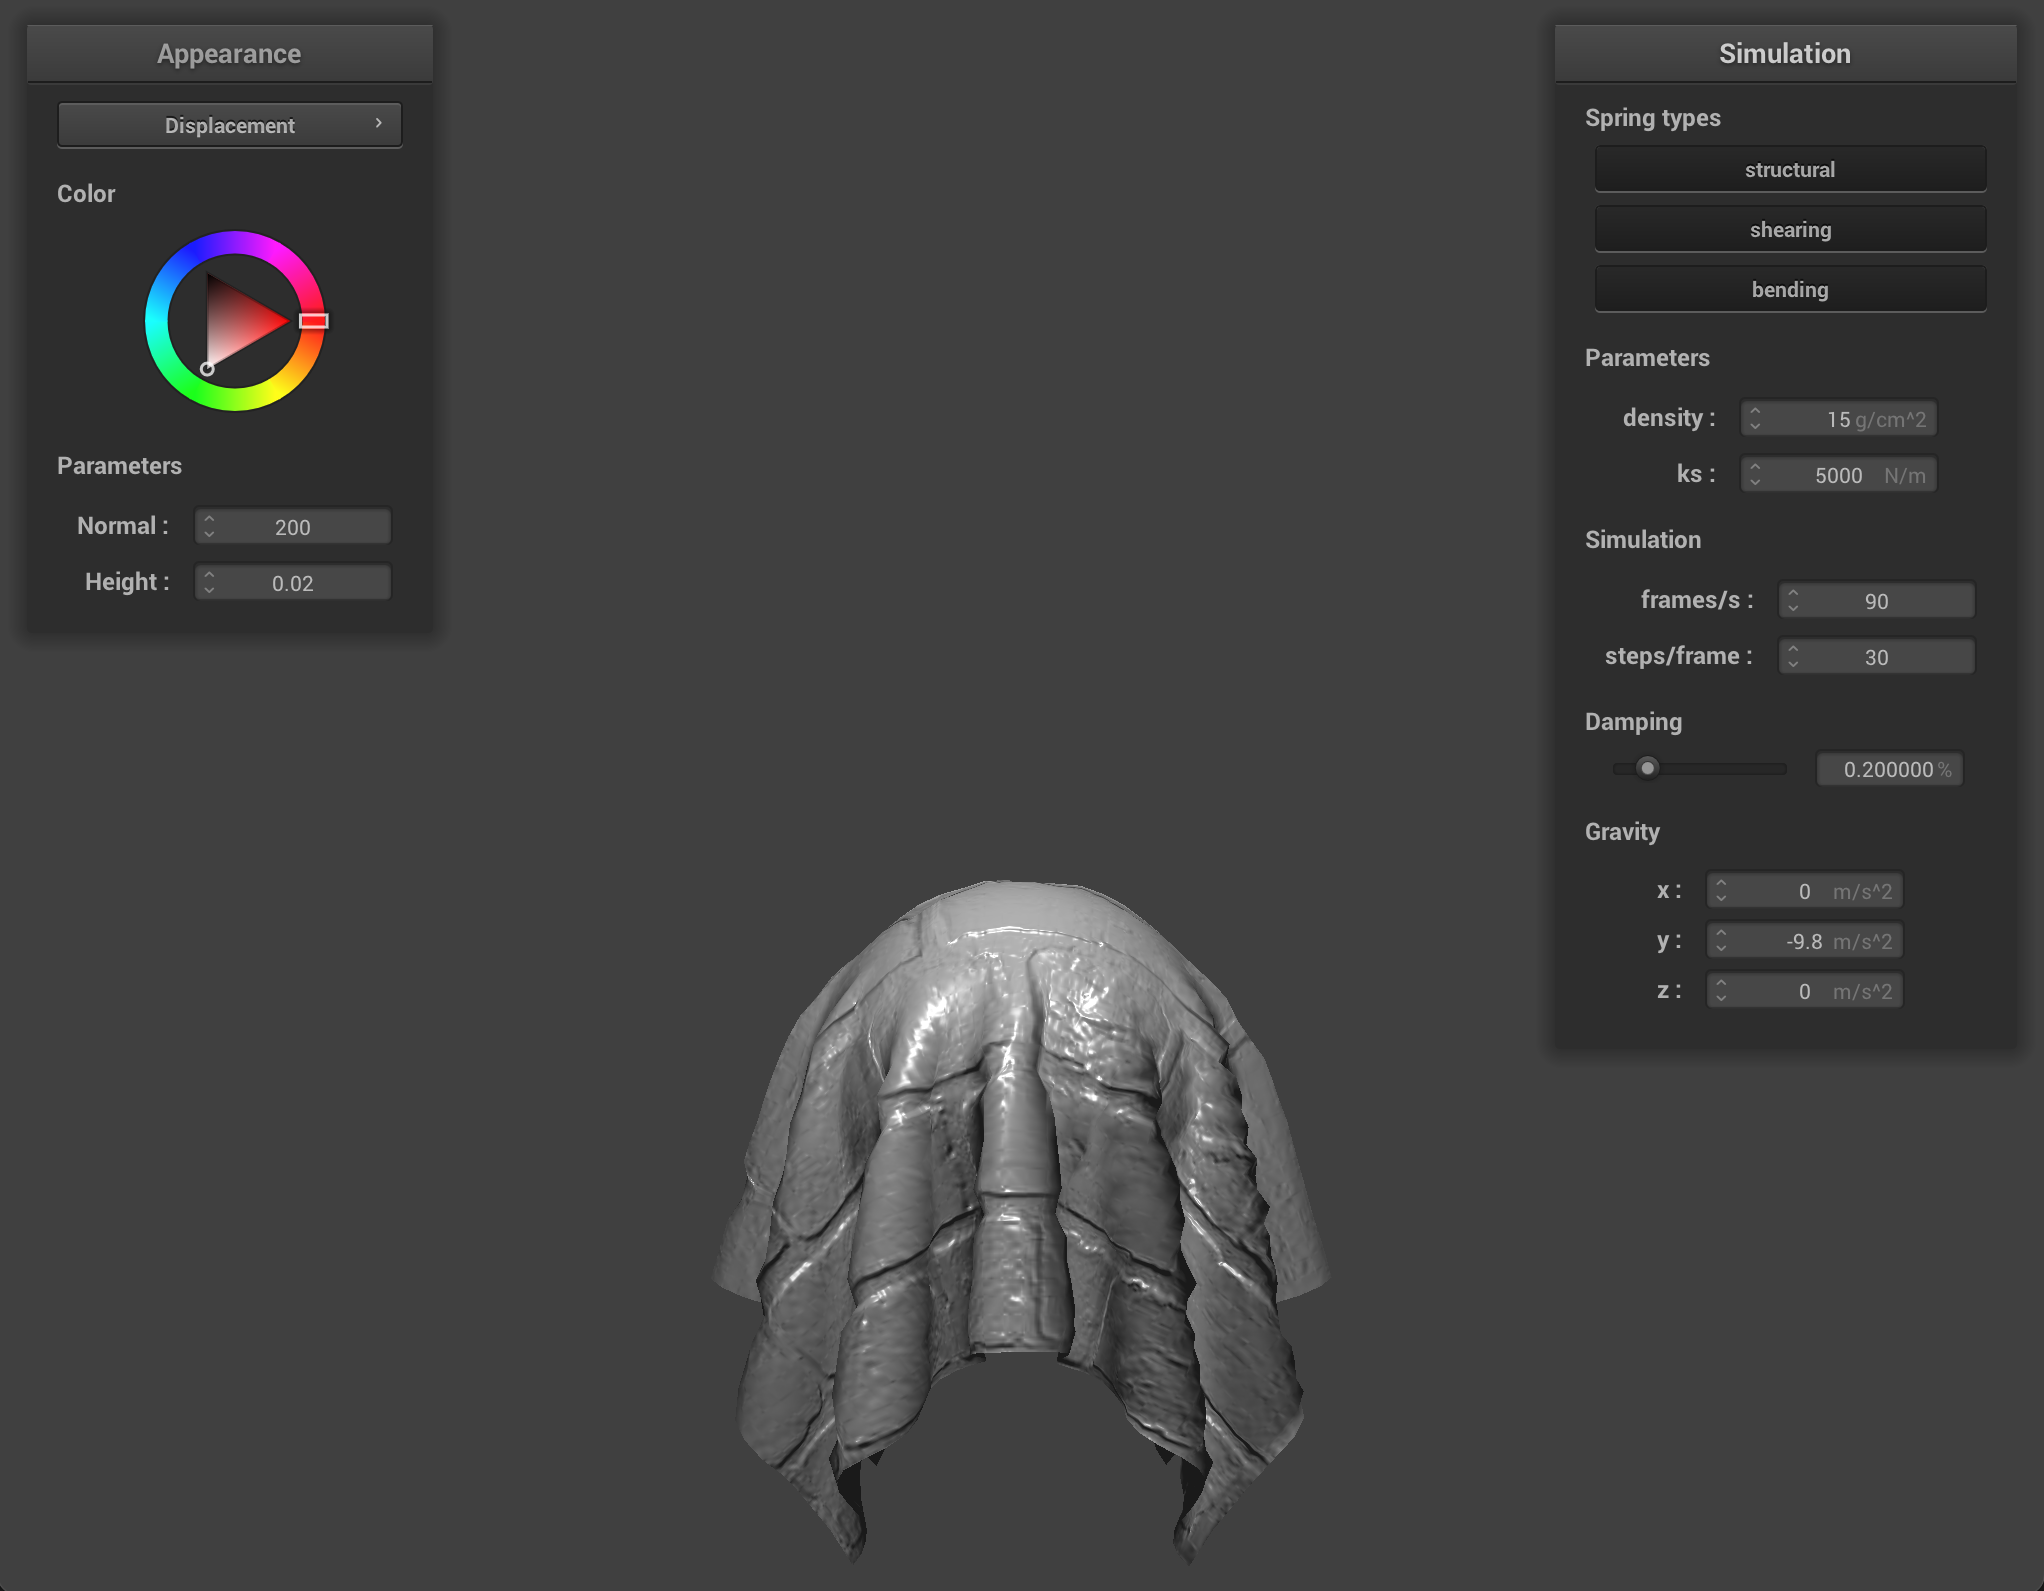 Appearance
Displacement
Color
Parameters
Normal : 200
Height : 0.02
Simulation
Spring types
structural
shearing
bending
Parameters
density : 15 g/cm^2
ks : 5000 N/m
Simulation
frames/s : 90
steps/frame : 30
Damping
0.200000 %
Gravity
x : 0 m/s^2
y : -9.8 m/s^2
z : 0 m/s^2